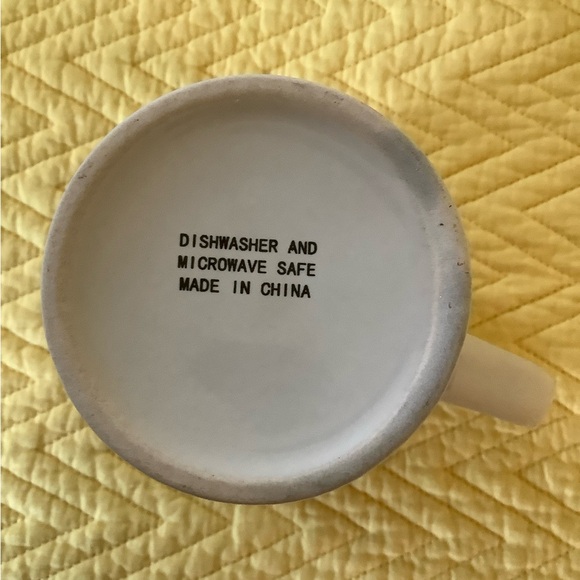 DISHWASHER AND
MICROWAVE SAFE
MADE IN CHINA